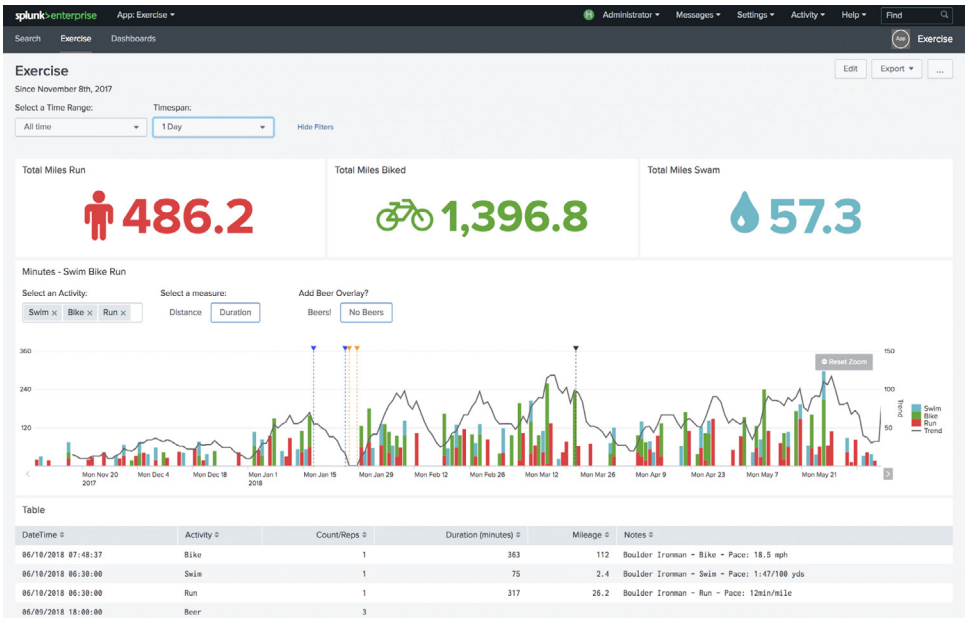 splunk>enterprise App: Exercise H Administrator Messages Settings Activity Help Find
Search Exercise Dashboards App Exercise
Exercise Edit Export ...
Since November 8th, 2017
Select a Time Range: Timespan:
All time 1 Day Hide Filters
Total Miles Run Total Miles Biked Total Miles Swam
486.2 1,396.8 57.3
Minutes - Swim Bike Run
Select an Activity: Select a measure: Add Beer Overlay?
Swim × Bike × Run × Distance Duration Beers! No Beers
360 150
Reset Zoom
240 100
Trend
Swim
Bike
120 50 Run
Trend
Mon Nov 20 Mon Dec 4 Mon Dec 18 Mon Jan 1 Mon Jan 15 Mon Jan 29 Mon Feb 12 Mon Feb 26 Mon Mar 12 Mon Mar 26 Mon Apr 9 Mon Apr 23 Mon May 7 Mon May 21
2017 2018
Table
DateTime Activity Count/Reps Duration (minutes) Mileage Notes
06/10/2018 07:48:37 Bike 1 363 112 Boulder Ironman - Bike - Pace: 18.5 mph
06/10/2018 06:30:00 Swim 1 75 2.4 Boulder Ironman - Swim - Pace: 1:47/100 yds
06/10/2018 06:30:00 Run 1 317 26.2 Boulder Ironman - Run - Pace: 12min/mile
06/09/2018 18:00:00 Beer 3